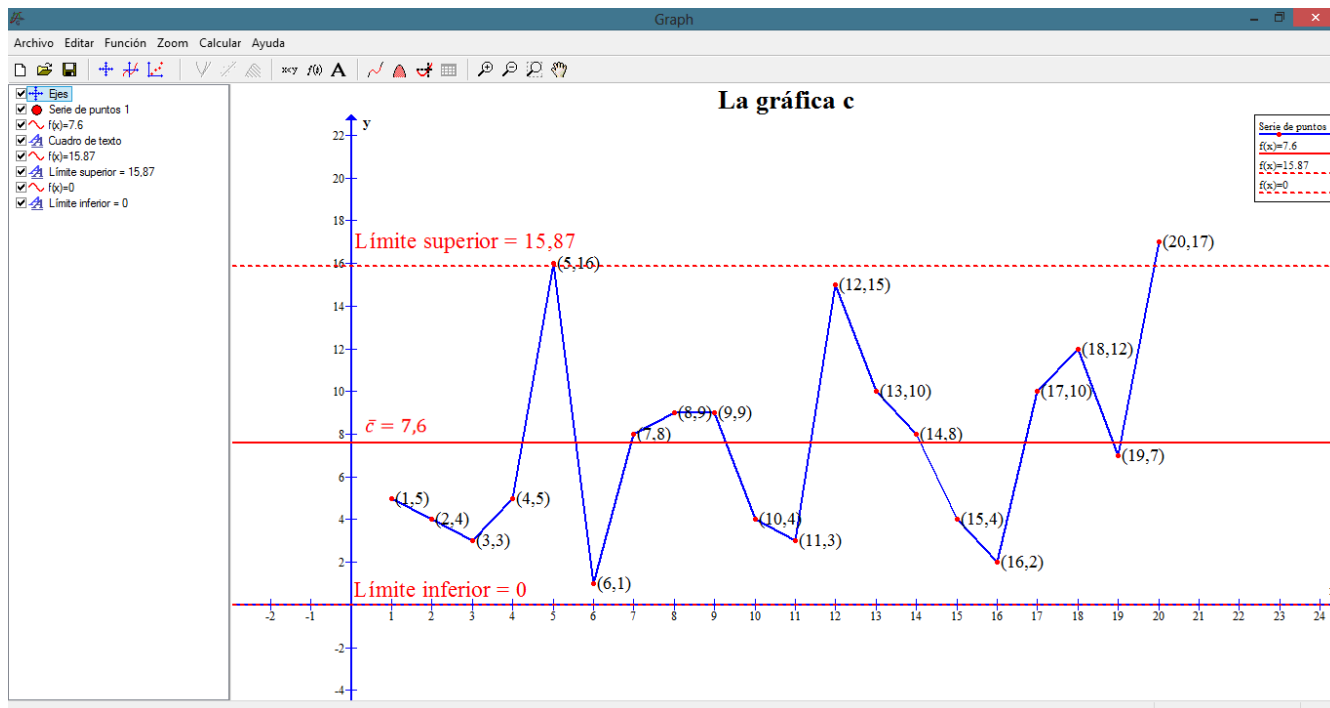 Graph
Archivo Editar Función Zoom Calcular Ayuda
Ejes
Serie de puntos 1
f(x)=7.6
Cuadro de texto
f(x)=15.87
Límite superior = 15,87
f(x)=0
Límite inferior = 0
La gráfica c
y
Serie de puntos
f(x)=7.6
f(x)=15.87
f(x)=0
22
20
18
16
14
12
10
8
6
4
2
-2
-4
Límite superior = 15,87
c̄ = 7,6
Límite inferior = 0
(1,5)
(2,4)
(3,3)
(4,5)
(5,16)
(6,1)
(7,8)
(8,9)
(9,9)
(10,4)
(11,3)
(12,15)
(13,10)
(14,8)
(15,4)
(16,2)
(17,10)
(18,12)
(19,7)
(20,17)
-2 -1 1 2 3 4 5 6 7 8 9 10 11 12 13 14 15 16 17 18 19 20 21 22 23 24